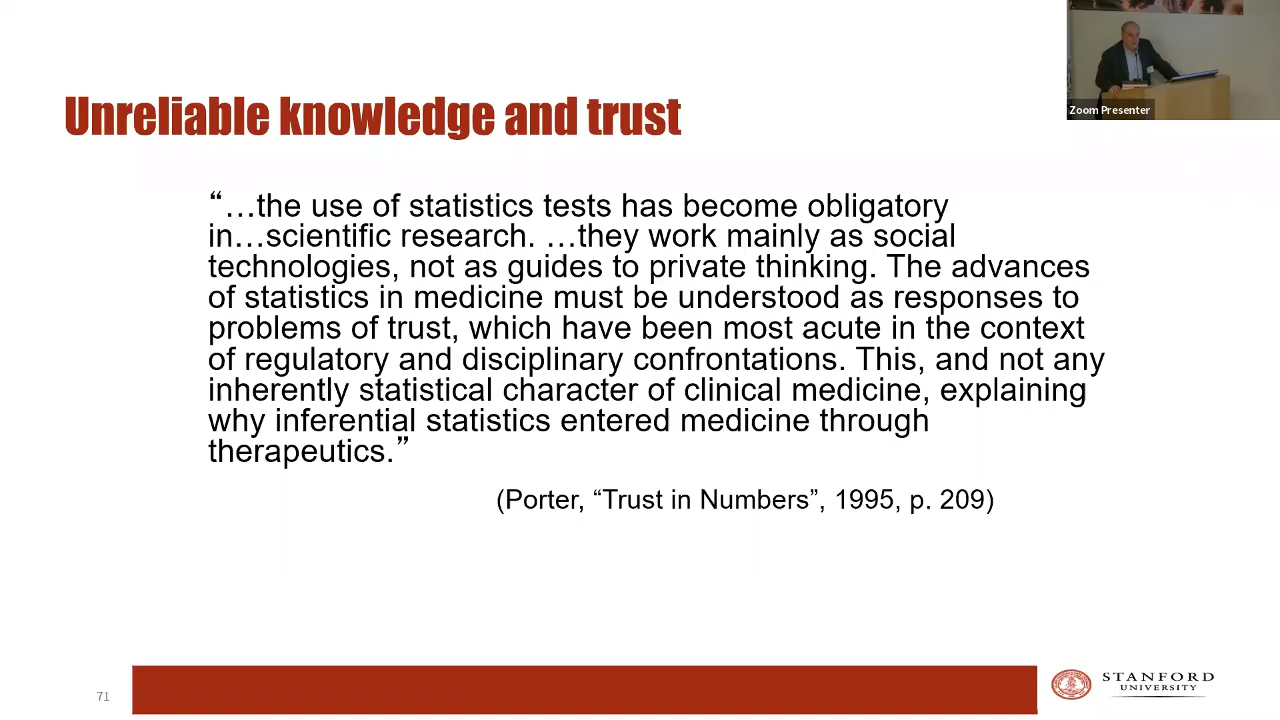 Unreliable knowledge and trust
Zoom Presenter
“…the use of statistics tests has become obligatory
in…scientific research. …they work mainly as social
technologies, not as guides to private thinking. The advances
of statistics in medicine must be understood as responses to
problems of trust, which have been most acute in the context
of regulatory and disciplinary confrontations. This, and not any
inherently statistical character of clinical medicine, explaining
why inferential statistics entered medicine through
therapeutics.”
(Porter, “Trust in Numbers”, 1995, p. 209)
71
STANFORD
UNIVERSITY